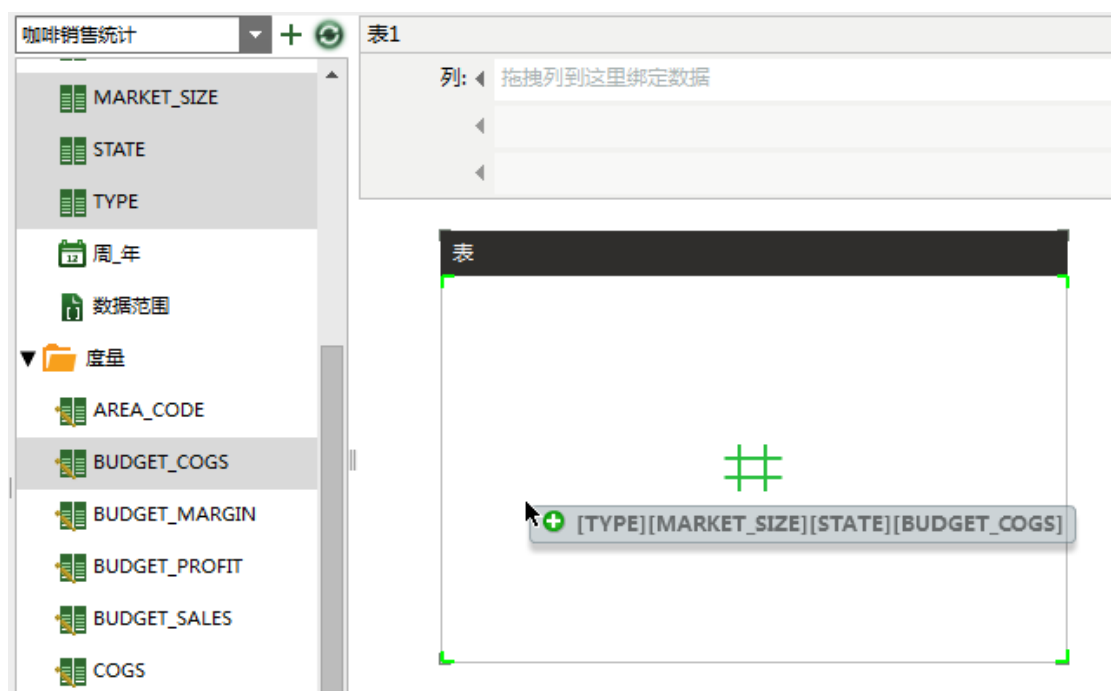 咖啡销售统计
表1
MARKET_SIZE
STATE
TYPE
周_年
数据范围
度量
AREA_CODE
BUDGET_COGS
BUDGET_MARGIN
BUDGET_PROFIT
BUDGET_SALES
COGS
列:
拖拽列到这里绑定数据
表
[TYPE][MARKET_SIZE][STATE][BUDGET_COGS]